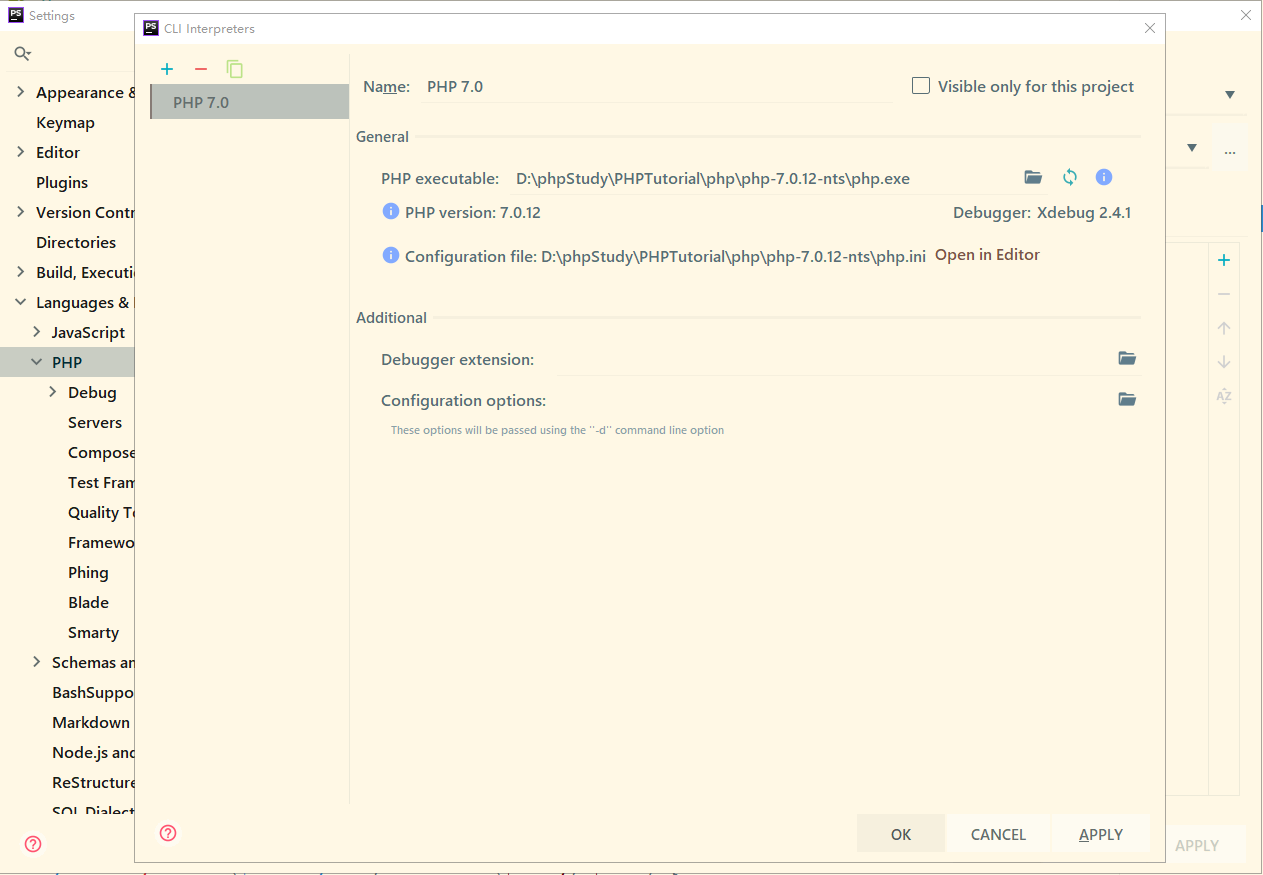 PS Settings
PS CLI Interpreters
Appearance &
Keymap
Editor
Plugins
Version Contr
Directories
Build, Executi
Languages &
JavaScript
PHP
Debug
Servers
Compose
Test Fram
Quality To
Framewo
Phing
Blade
Smarty
Schemas an
BashSuppo
Markdown
Node.js and
ReStructure
SQL Dialect
PHP 7.0
Name: PHP 7.0
Visible only for this project
General
PHP executable: D:\phpStudy\PHPTutorial\php\php-7.0.12-nts\php.exe
PHP version: 7.0.12
Debugger: Xdebug 2.4.1
Configuration file: D:\phpStudy\PHPTutorial\php\php-7.0.12-nts\php.ini Open in Editor
Additional
Debugger extension:
Configuration options:
These options will be passed using the "-d" command line option
OK
CANCEL
APPLY
...
AZ
APPLY